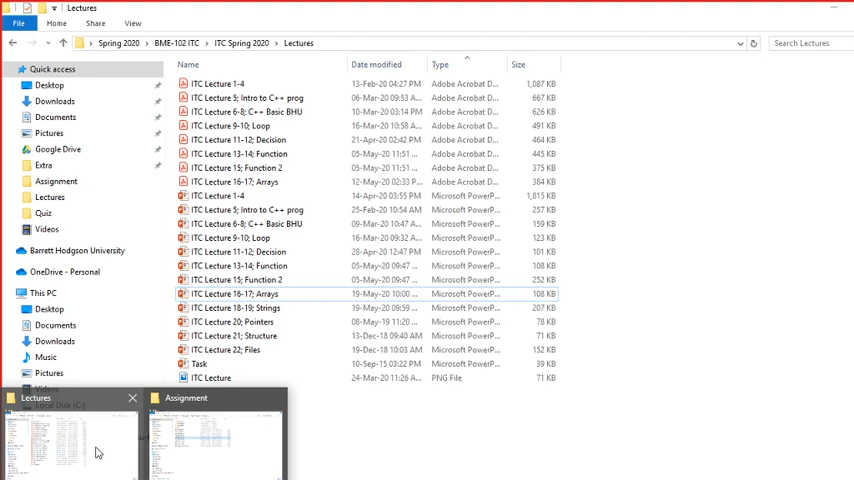 Lectures
File Home Share View
Spring 2020 BME-102 ITC ITC Spring 2020 Lectures Search Lectures
Name Date modified Type Size
Quick access
Desktop
Downloads
Documents
Pictures
Google Drive
Extra
Assignment
Lectures
Quiz
Videos
Barrett Hodgson University
OneDrive - Personal
This PC
Desktop
Documents
Downloads
Music
Pictures
Videos
Local Disk (C:)
ITC Lecture 1-4 13-Feb-20 04:27 PM Adobe Acrobat D... 1,087 KB
ITC Lecture 5; Intro to C++ prog 06-Mar-20 09:53 A... Adobe Acrobat D... 667 KB
ITC Lecture 6-8; C++ Basic BHU 10-Mar-20 03:14 PM Adobe Acrobat D... 626 KB
ITC Lecture 9-10; Loop 16-Mar-20 10:58 A... Adobe Acrobat D... 491 KB
ITC Lecture 11-12; Decision 21-Apr-20 02:42 PM Adobe Acrobat D... 464 KB
ITC Lecture 13-14; Function 05-May-20 11:51 ... Adobe Acrobat D... 445 KB
ITC Lecture 15; Function 2 05-May-20 11:51 ... Adobe Acrobat D... 375 KB
ITC Lecture 16-17; Arrays 12-May-20 02:33 P... Adobe Acrobat D... 384 KB
ITC Lecture 1-4 14-Apr-20 03:55 PM Microsoft PowerP... 1,815 KB
ITC Lecture 5; Intro to C++ prog 25-Feb-20 10:54 AM Microsoft PowerP... 257 KB
ITC Lecture 6-8; C++ Basic BHU 09-Mar-20 10:47 A... Microsoft PowerP... 159 KB
ITC Lecture 9-10; Loop 16-Mar-20 09:32 A... Microsoft PowerP... 123 KB
ITC Lecture 11-12; Decision 28-Apr-20 12:47 PM Microsoft PowerP... 101 KB
ITC Lecture 13-14; Function 05-May-20 09:47 ... Microsoft PowerP... 108 KB
ITC Lecture 15; Function 2 05-May-20 09:47 ... Microsoft PowerP... 252 KB
ITC Lecture 16-17; Arrays 19-May-20 10:00 ... Microsoft PowerP... 108 KB
ITC Lecture 18-19; Strings 19-May-20 09:59 ... Microsoft PowerP... 207 KB
ITC Lecture 20; Pointers 08-May-19 11:20 ... Microsoft PowerP... 78 KB
ITC Lecture 21; Structure 13-Dec-18 09:40 AM Microsoft PowerP... 71 KB
ITC Lecture 22; Files 19-Dec-18 10:03 AM Microsoft PowerP... 152 KB
Task 10-Sep-15 03:22 PM Microsoft PowerP... 39 KB
ITC Lecture 24-Mar-20 11:26 A... PNG File 71 KB
Lectures Assignment